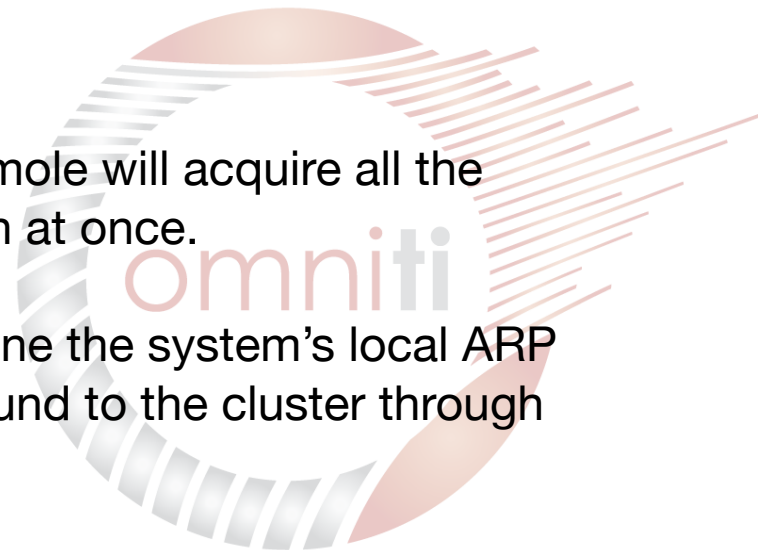 mole will acquire all the
at once.
omniti
ne the system's local ARP
und to the cluster through